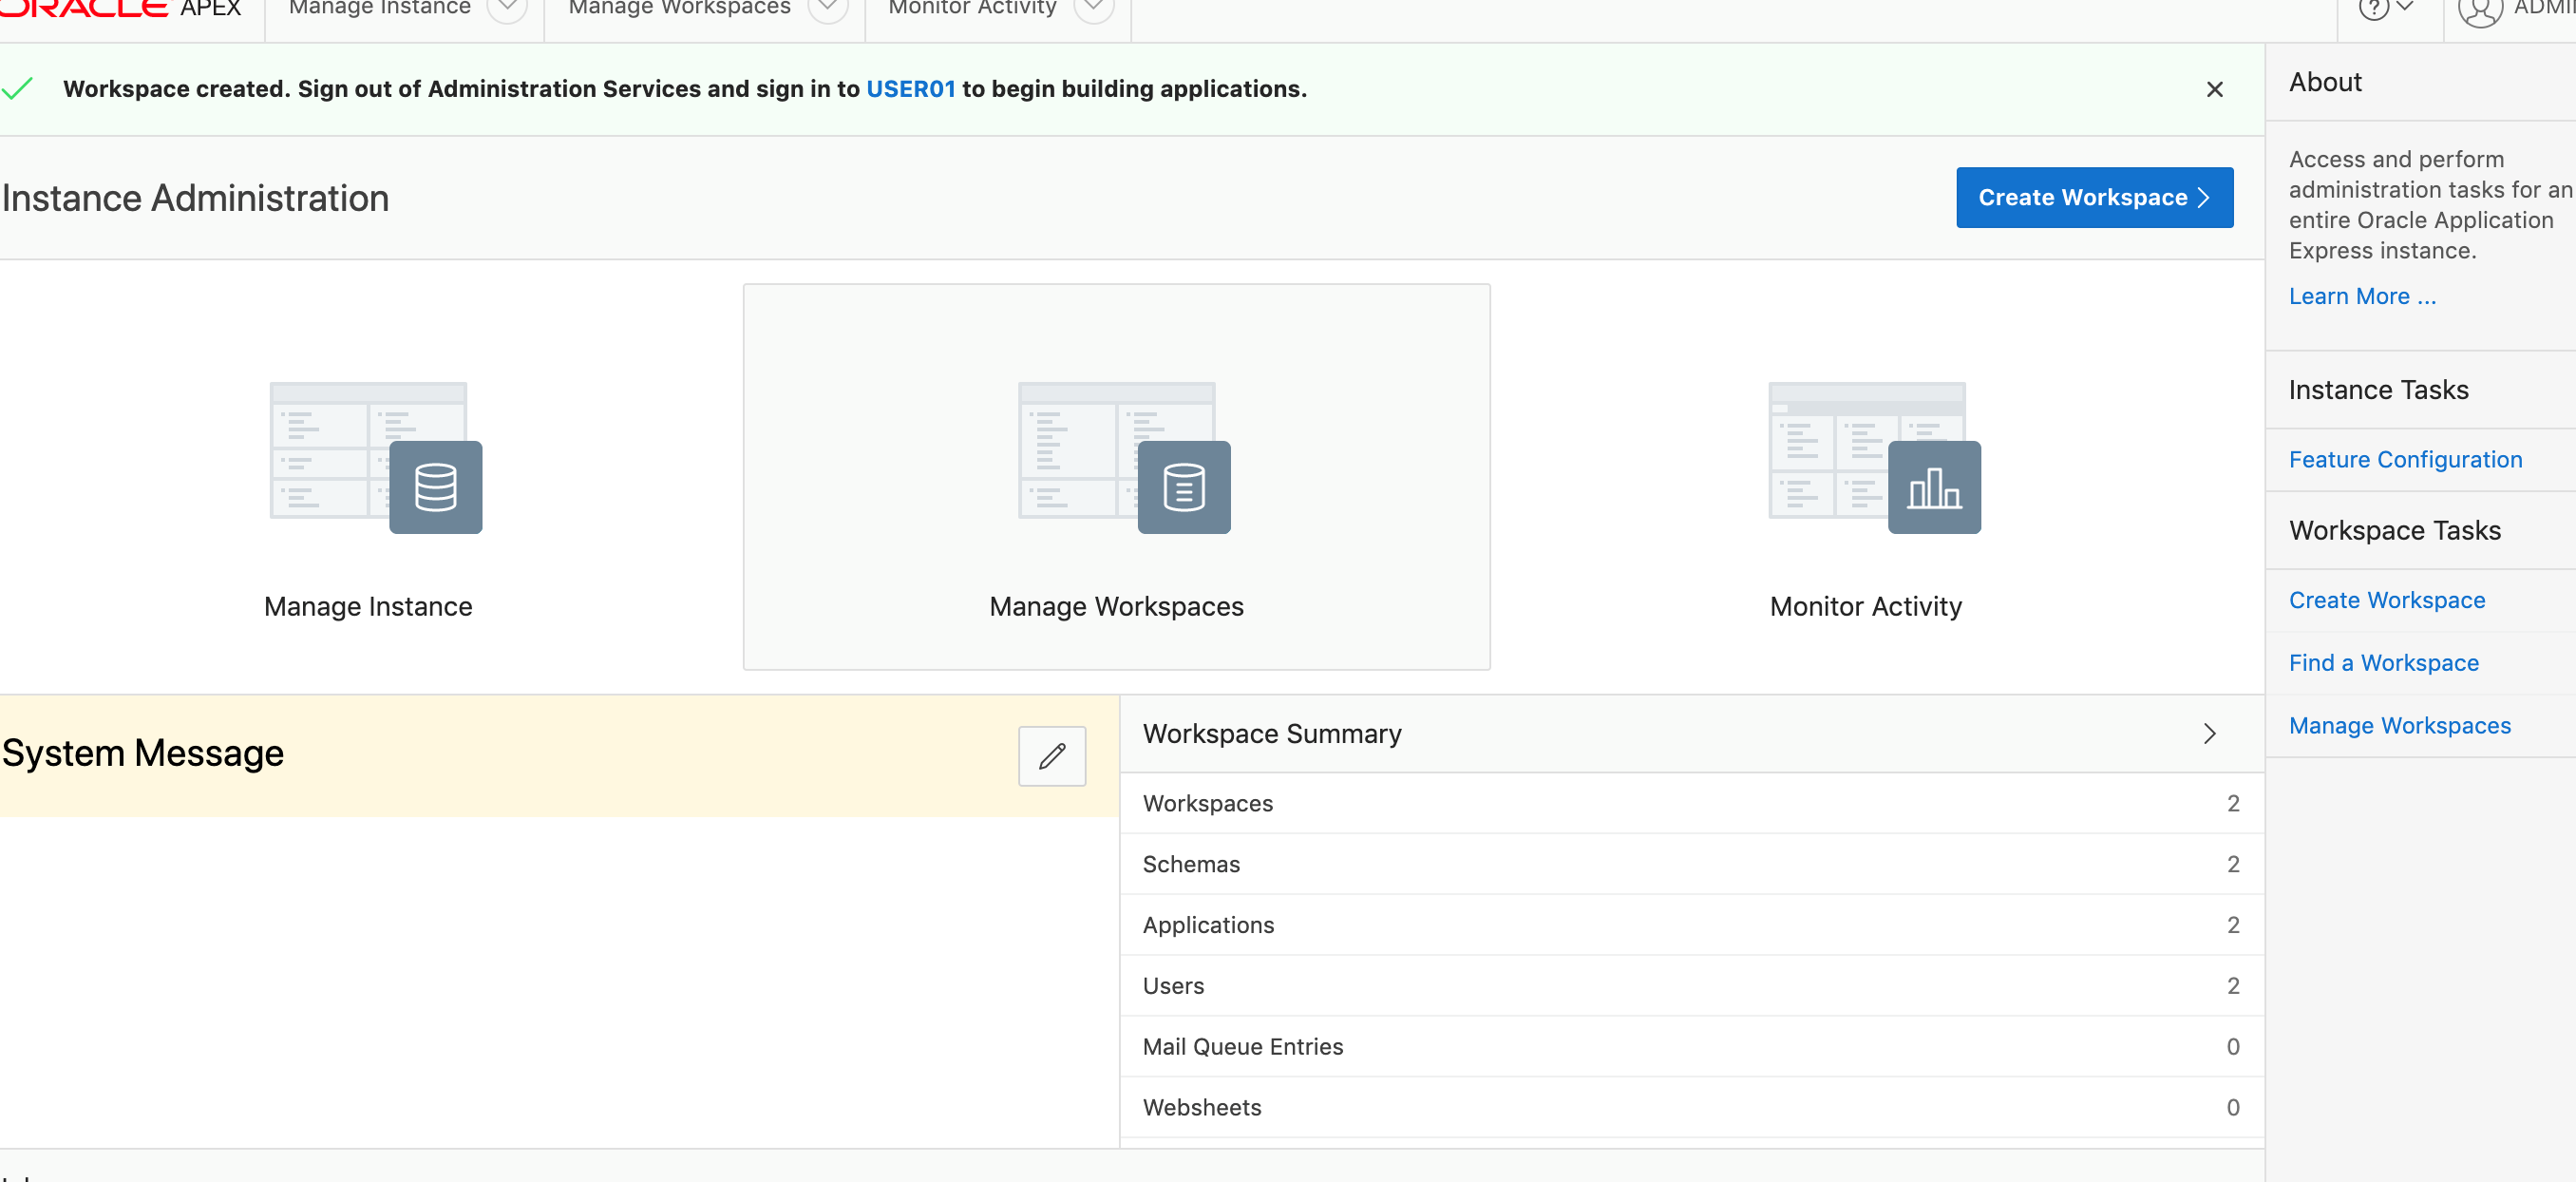 ORACLE APEX
Manage Instance
Manage Workspaces
Monitor Activity
?
Workspace created. Sign out of Administration Services and sign in to USER01 to begin building applications.
Instance Administration
Create Workspace
Manage Instance
Manage Workspaces
Monitor Activity
System Message
Workspace Summary
Workspaces 2
Schemas 2
Applications 2
Users 2
Mail Queue Entries 0
Websheets 0
About
Access and perform
administration tasks for an
entire Oracle Application
Express instance.
Learn More ...
Instance Tasks
Feature Configuration
Workspace Tasks
Create Workspace
Find a Workspace
Manage Workspaces